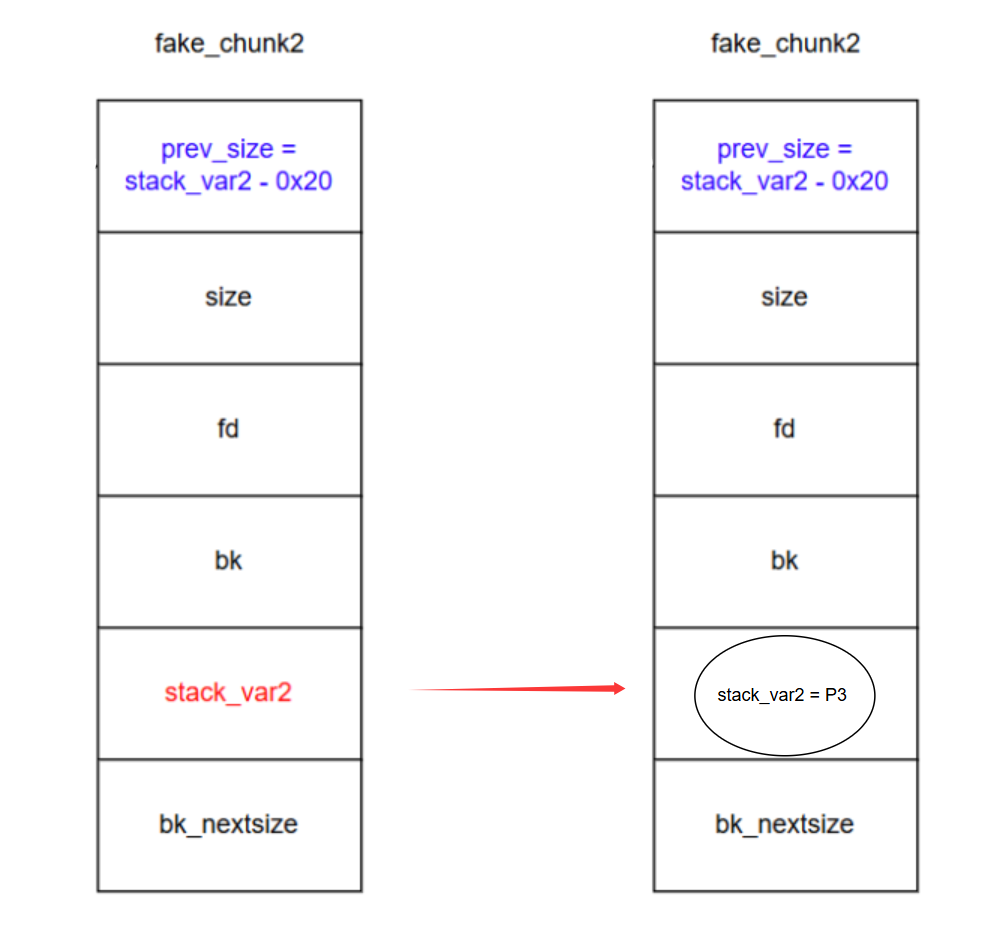 fake_chunk2
prev_size =
stack_var2 - 0x20
size
fd
bk
stack_var2
bk_nextsize
fake_chunk2
prev_size =
stack_var2 - 0x20
size
fd
bk
stack_var2 = P3
bk_nextsize